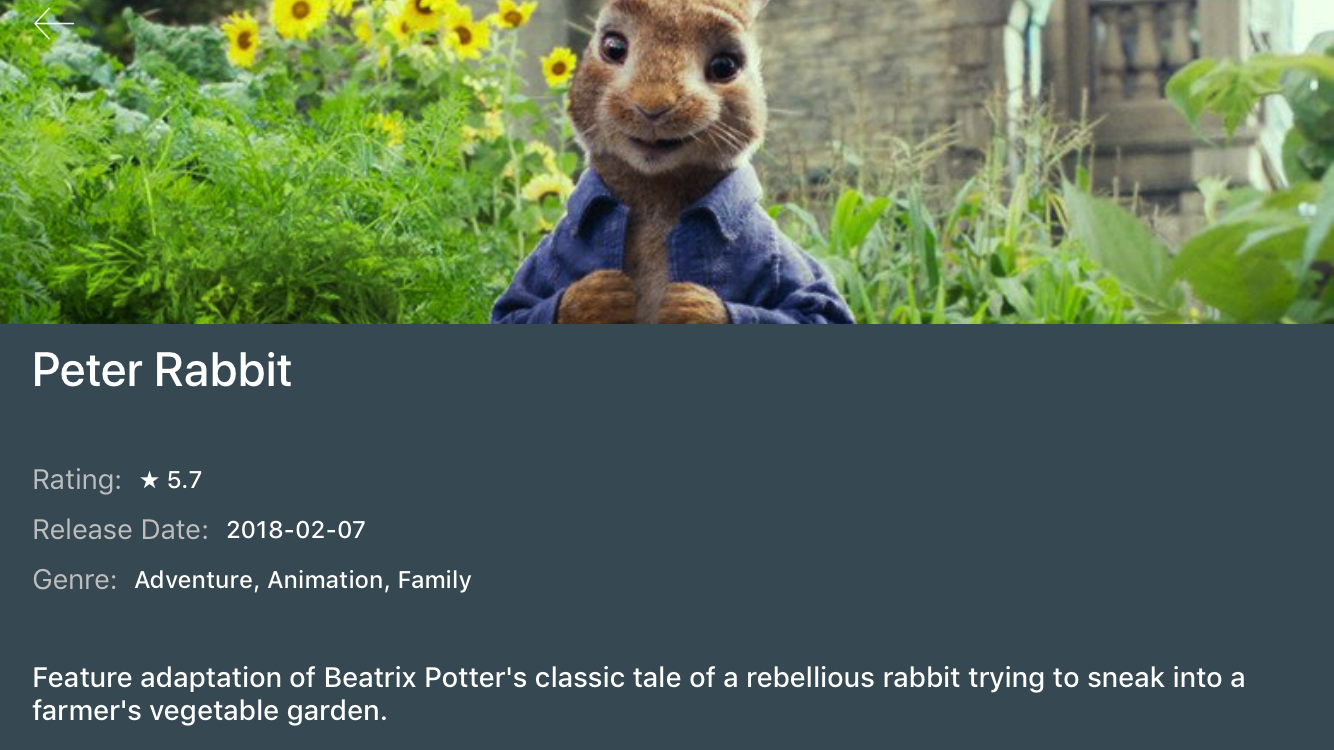 Peter Rabbit
Rating: ★ 5.7
Release Date: 2018-02-07
Genre: Adventure, Animation, Family
Feature adaptation of Beatrix Potter's classic tale of a rebellious rabbit trying to sneak into a
farmer's vegetable garden.